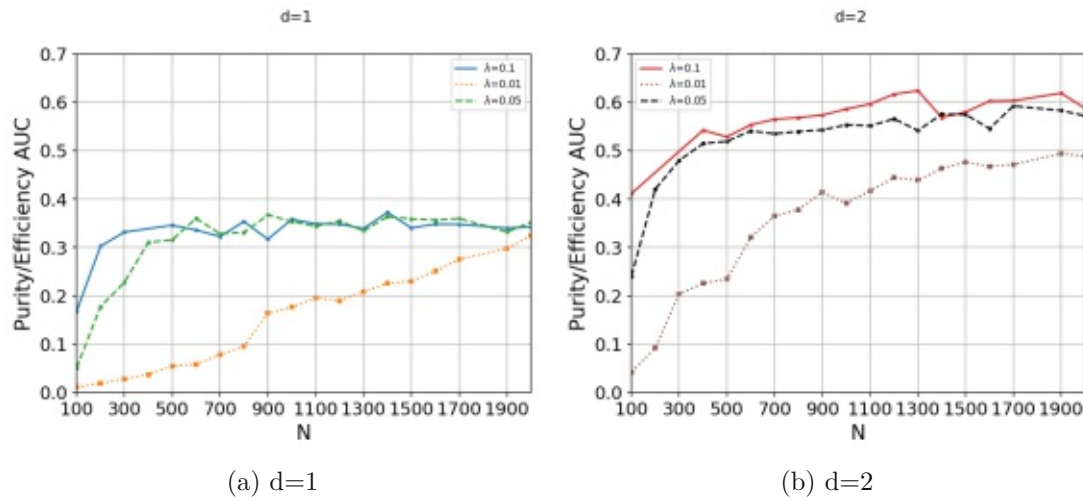 d=1
0.7
0.6
0.5
0.4
0.3
0.2
0.1
0.0
Purity/Efficiency AUC
λ=0.1
λ=0.01
λ=0.05
100 300 500 700 900 1100 1300 1500 1700 1900
N
(a) d=1
d=2
0.7
0.6
0.5
0.4
0.3
0.2
0.1
0.0
Purity/Efficiency AUC
λ=0.1
λ=0.01
λ=0.05
100 300 500 700 900 1100 1300 1500 1700 1900
N
(b) d=2